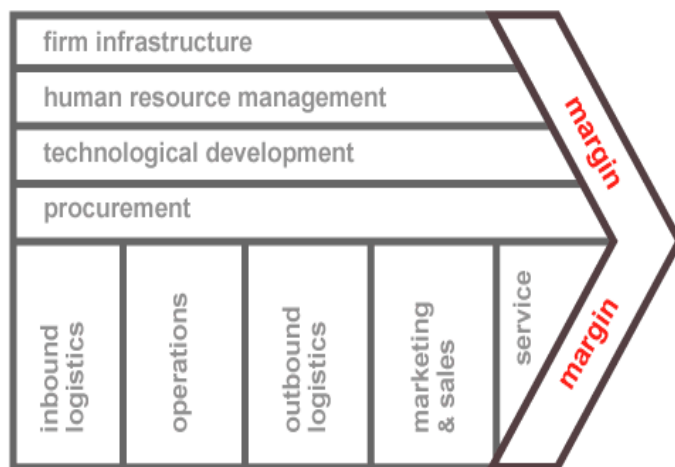 firm infrastructure
human resource management
technological development
procurement
inbound
logistics
operations
outbound
logistics
marketing
& sales
service
margin
margin